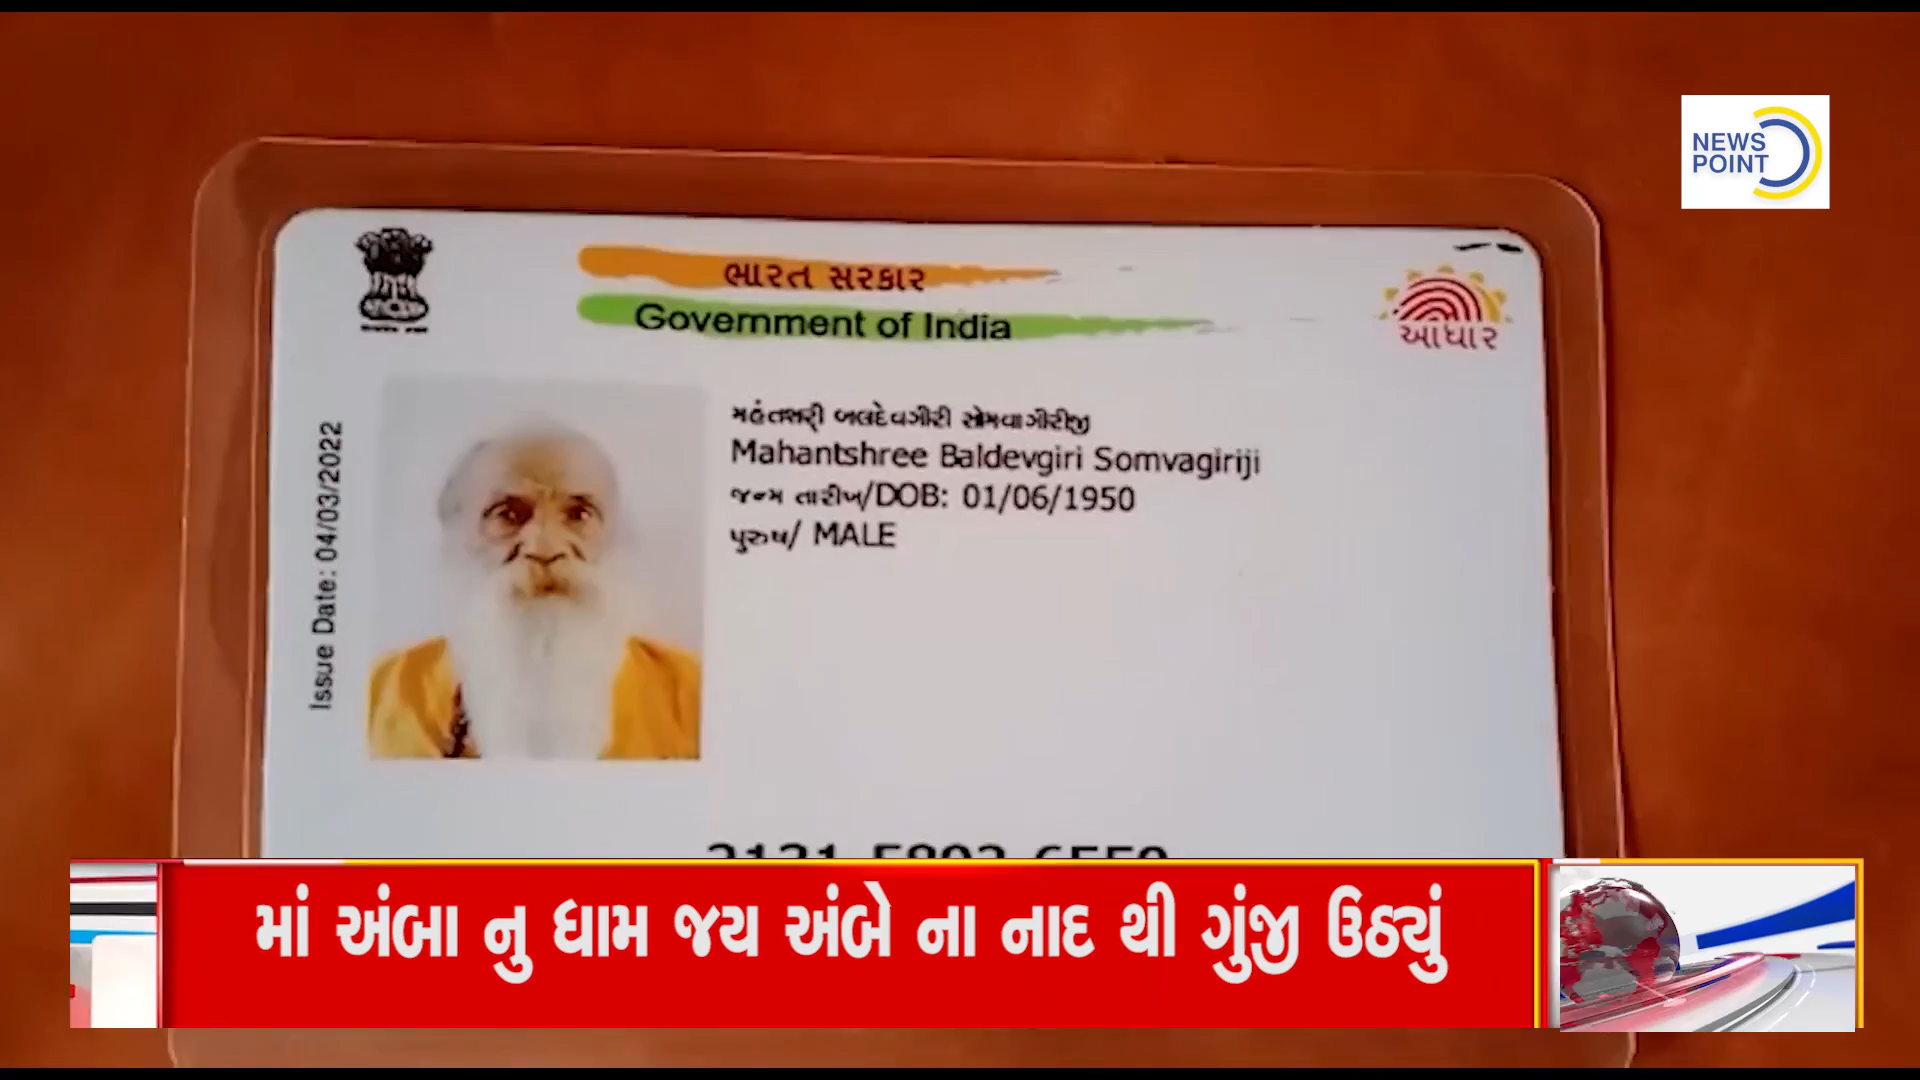 NEWS
POINT
ભારત સરકાર
Government of India
આધાર
Issue Date: 04/03/2022
મહંતશ્રી બલદેવગીરી સોમવાગીરીજી
Mahantshree Baldevgiri Somvagiriji
જન્મ તારીખ/DOB: 01/06/1950
પુરુષ/ MALE
માં અંબા નુ ધામ જય અંબે ના નાદ થી ગુંજી ઉઠ્યું